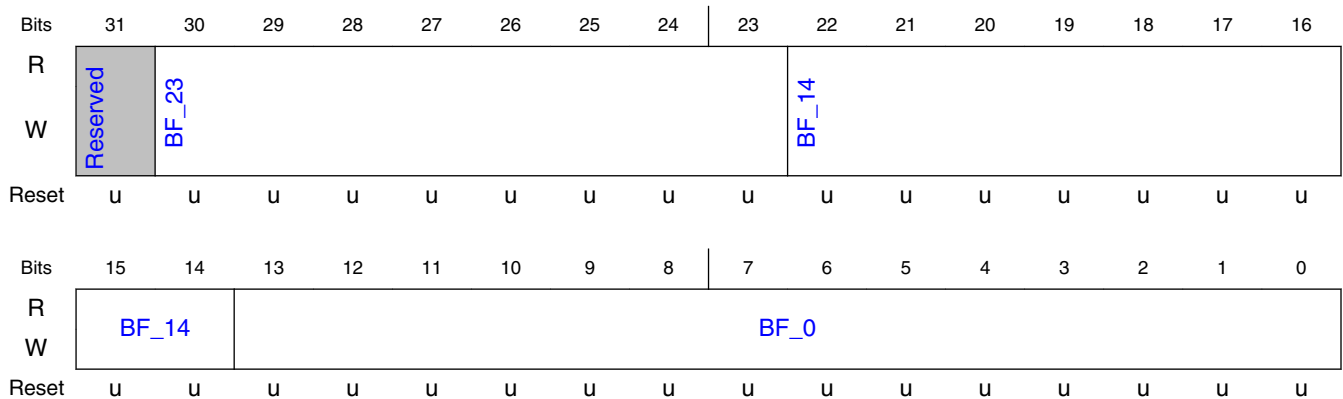 Bits 31 30 29 28 27 26 25 24 23 22 21 20 19 18 17 16
R
Reserved BF_23 BF_14
W
Reset u u u u u u u u u u u u u u u u
Bits 15 14 13 12 11 10 9 8 7 6 5 4 3 2 1 0
R
BF_14 BF_0
W
Reset u u u u u u u u u u u u u u u u